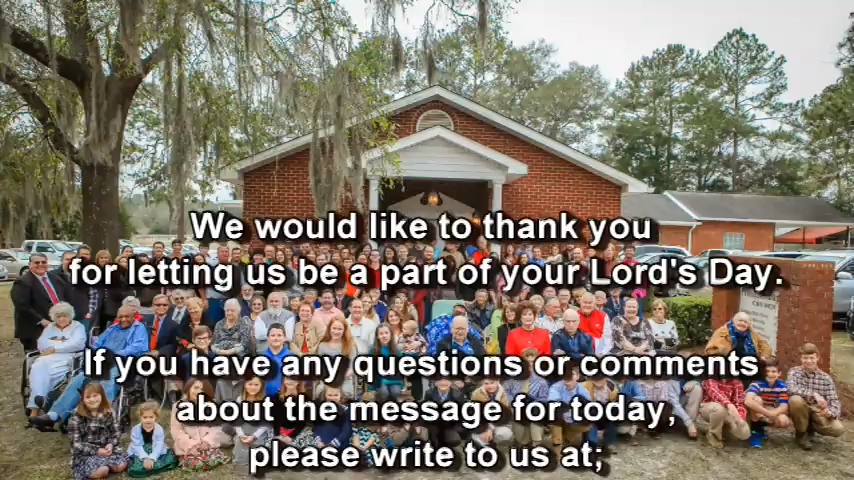 We would like to thank you
for letting us be a part of your Lord's Day.
If you have any questions or comments
about the message for today,
please write to us at;
CHURCH